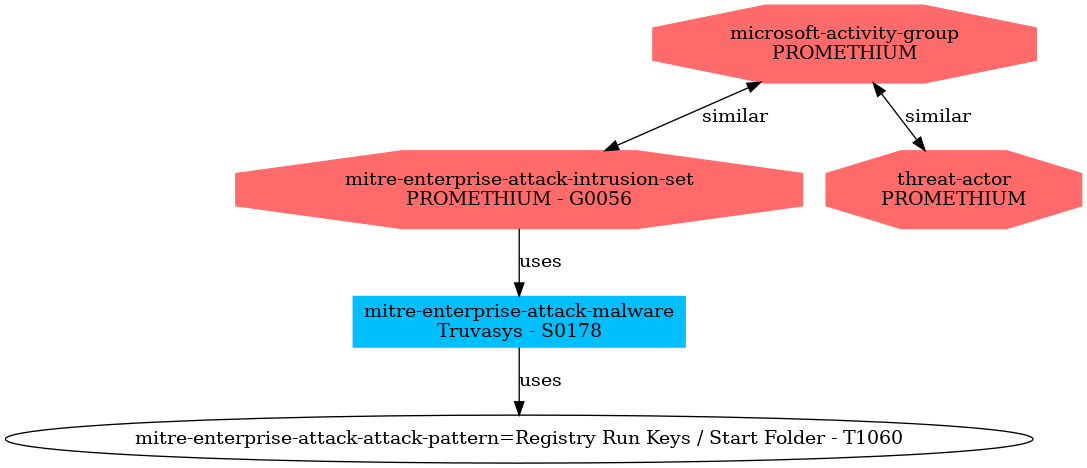 microsoft-activity-group
PROMETHIUM
similar
similar
mitre-enterprise-attack-intrusion-set
PROMETHIUM - G0056
threat-actor
PROMETHIUM
uses
mitre-enterprise-attack-malware
Truvasys - S0178
uses
mitre-enterprise-attack-attack-pattern=Registry Run Keys / Start Folder - T1060